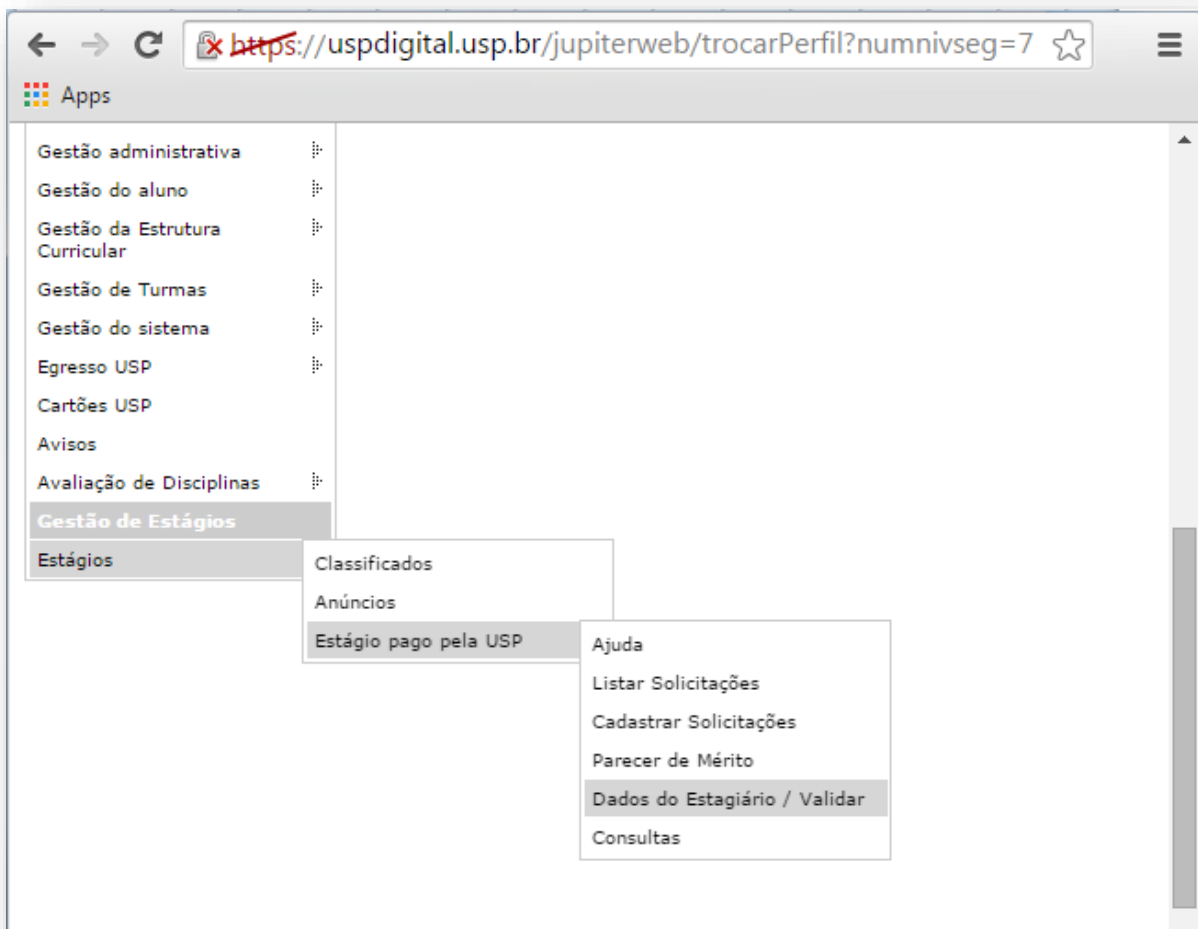 https://uspdigital.usp.br/jupiterweb/trocarPerfil?numnivseg=7
Apps
Gestão administrativa
Gestão do aluno
Gestão da Estrutura
Curricular
Gestão de Turmas
Gestão do sistema
Egresso USP
Cartões USP
Avisos
Avaliação de Disciplinas
Gestão de Estágios
Estágios
Classificados
Anúncios
Estágio pago pela USP
Ajuda
Listar Solicitações
Cadastrar Solicitações
Parecer de Mérito
Dados do Estagiário / Validar
Consultas